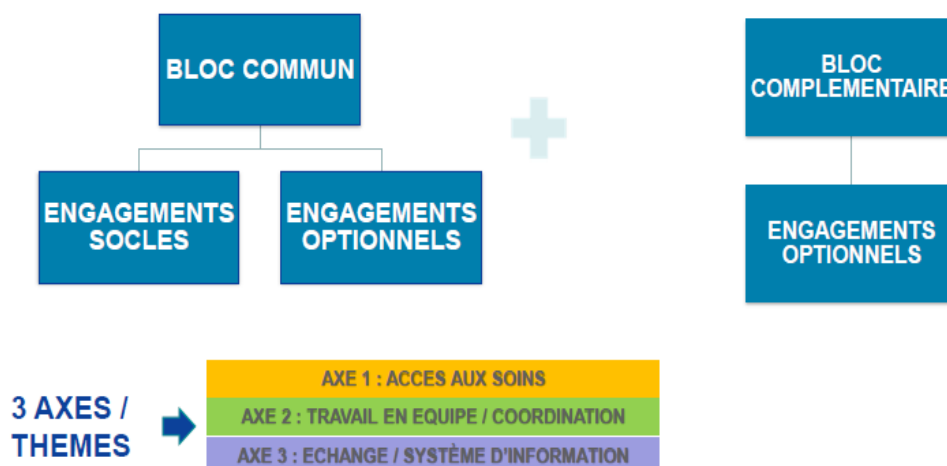 BLOC COMMUN
ENGAGEMENTS
SOCLES
ENGAGEMENTS
OPTIONNELS
BLOC
COMPLEMENTAIRE
ENGAGEMENTS
OPTIONNELS
3 AXES /
THEMES
AXE 1 : ACCES AUX SOINS
AXE 2 : TRAVAIL EN EQUIPE / COORDINATION
AXE 3 : ECHANGE / SYSTÈME D'INFORMATION